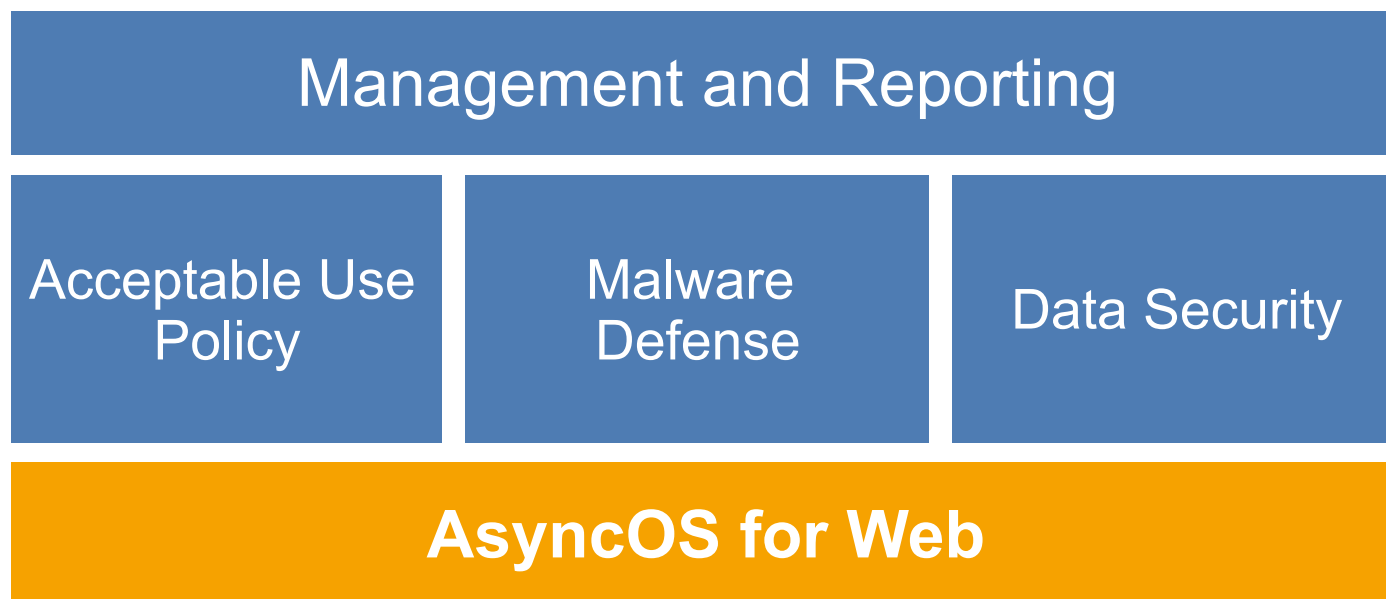 Management and Reporting
Acceptable Use
Policy
Malware
Defense
Data Security
AsyncOS for Web